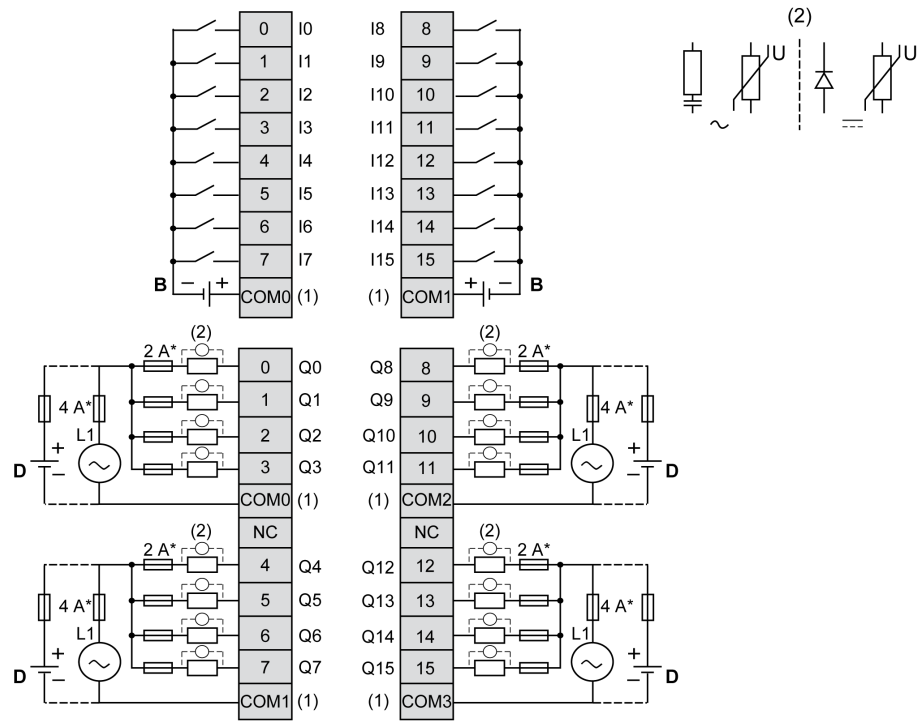 0 I0 I8 8
1 I1 I9 9
2 I2 I10 10
3 I3 I11 11
4 I4 I12 12
5 I5 I13 13
6 I6 I14 14
7 I7 I15 15
B − + COM0 (1) (1) COM1 + − B
(2)
U U
(2) (2)
2 A* 0 Q0 Q8 8 2 A*
4 A* 1 Q1 Q9 9 4 A*
L1 2 Q2 Q10 10 L1
D + − 3 Q3 Q11 11 + − D
COM0 (1) (1) COM2
NC NC
(2) (2)
2 A* 4 Q4 Q12 12 2 A*
4 A* 5 Q5 Q13 13 4 A*
L1 6 Q6 Q14 14 L1
D + − 7 Q7 Q15 15 + − D
COM1 (1) (1) COM3